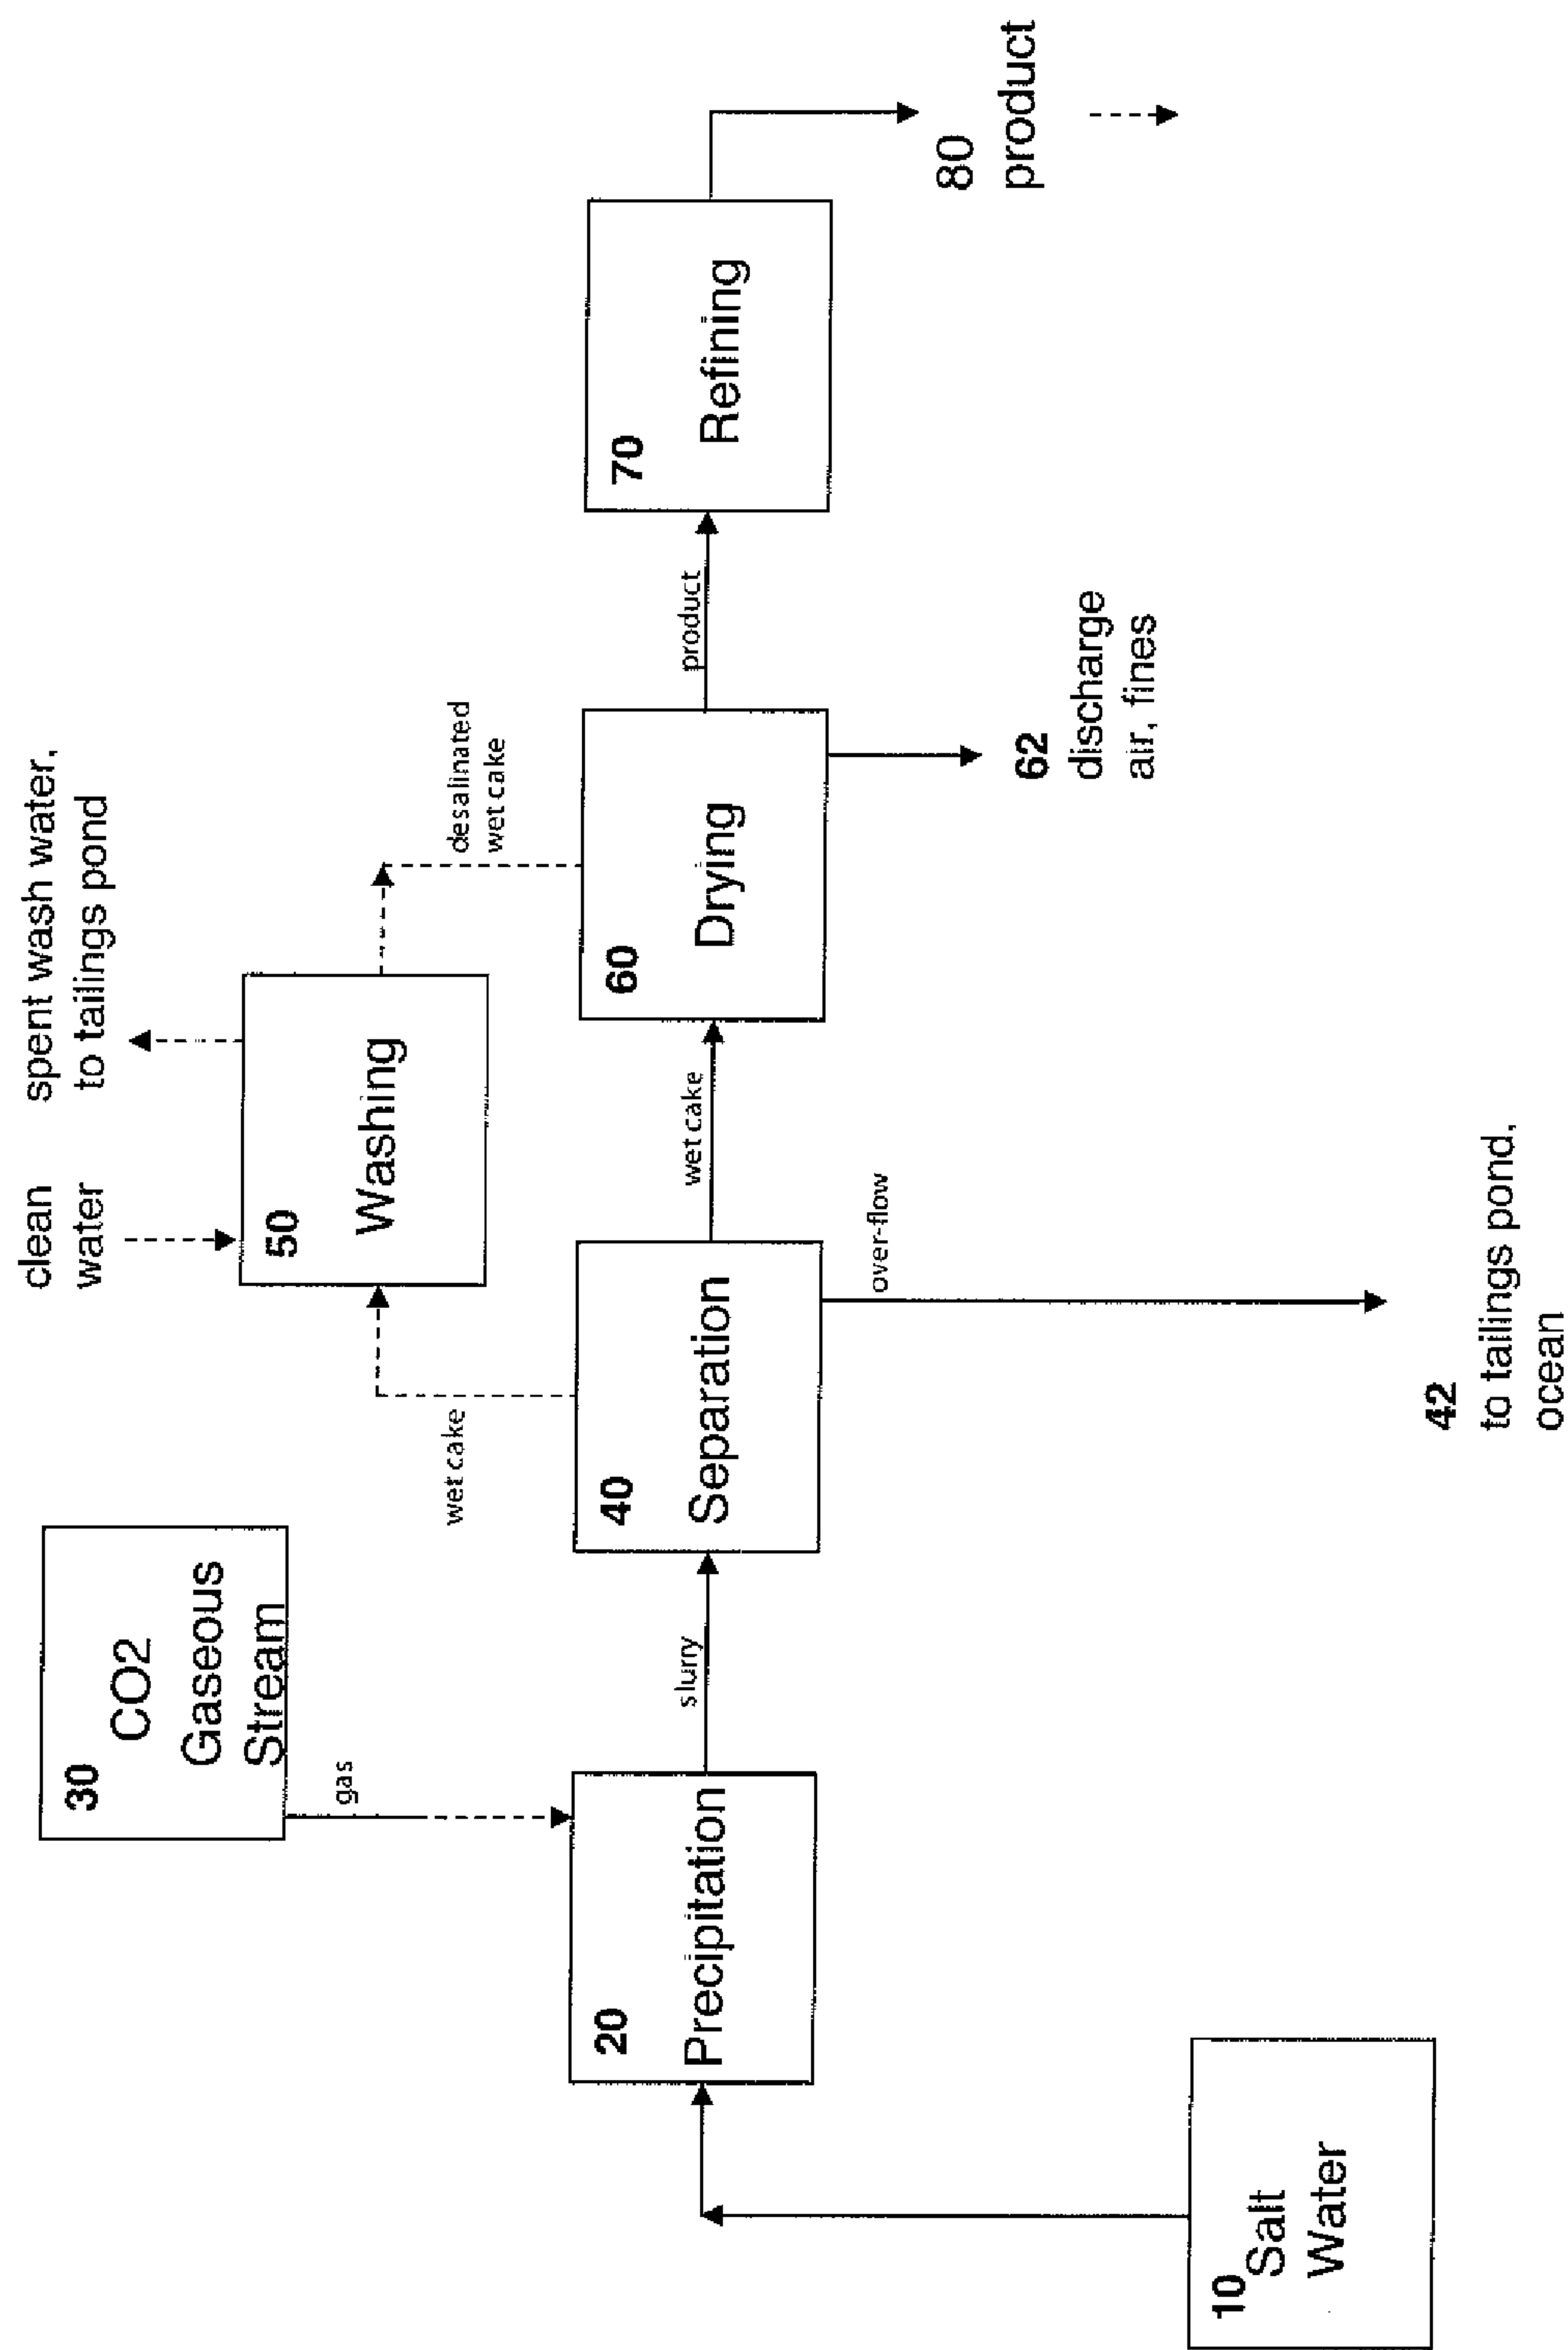 clean
water
spent wash water,
to tailings pond
30
CO2
Gaseous
Stream
gas
50
Washing
wet cake
desalinated
wet cake
20
Precipitation
slurry
40
Separation
wet cake
60
Drying
product
70
Refining
over-flow
80
product
62
discharge
air, fines
10
Salt
Water
42
to tailings pond,
ocean